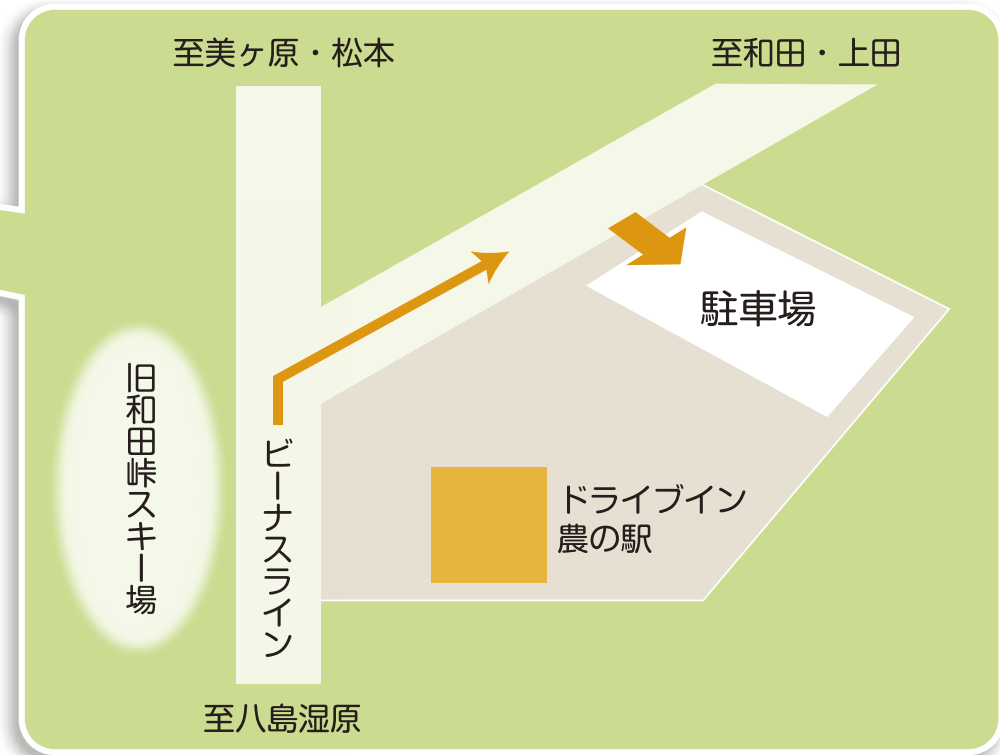 至美ヶ原・松本
至和田・上田
駐車場
旧和田峠スキー場
ビーナスライン
ドライブイン
農の駅
至八島湿原